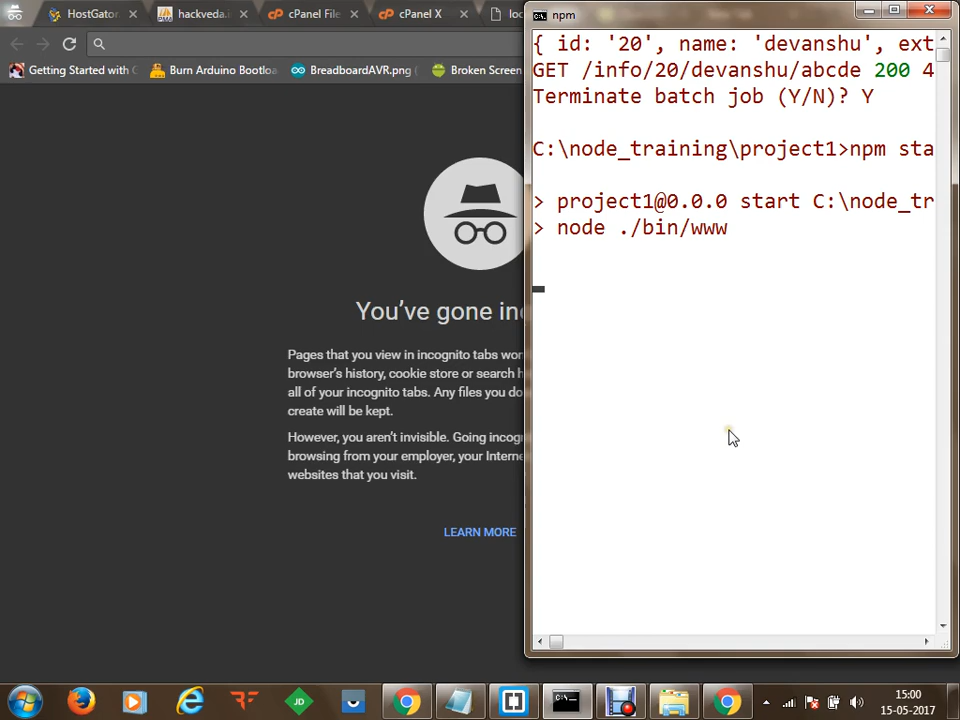 HostGator
hackveda.i
cPanel File
cPanel X
loc
npm
Getting Started with
Burn Arduino Bootloa
BreadboardAVR.png
Broken Screen
{ id: '20', name: 'devanshu', ext
GET /info/20/devanshu/abcde 200 4
Terminate batch job (Y/N)? Y
C:\node_training\project1>npm sta
> project1@0.0.0 start C:\node_tr
> node ./bin/www
You've gone in
Pages that you view in incognito tabs wo
browser's history, cookie store or search h
all of your incognito tabs. Any files you do
create will be kept.
However, you aren't invisible. Going incog
browsing from your employer, your Interne
websites that you visit.
LEARN MORE
JD
15:00
15-05-2017